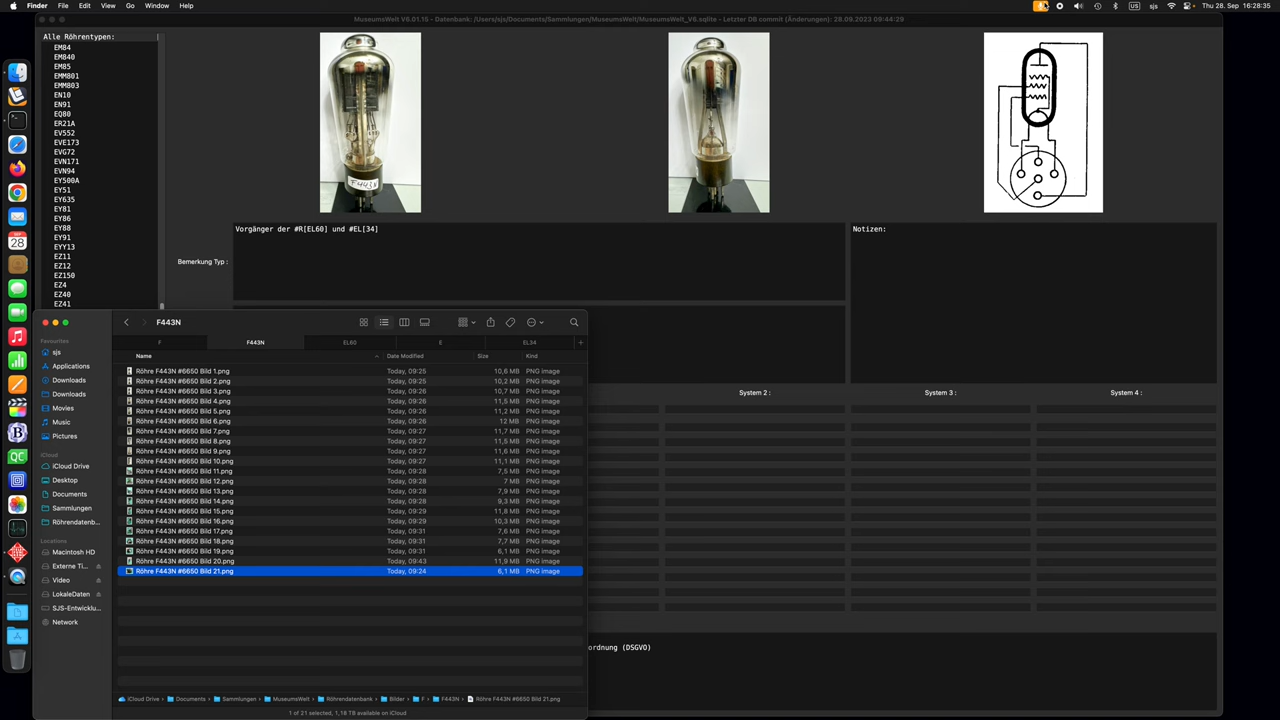 Finder File Edit View Go Window Help
US sjs Thu 28. Sep 16:28:35
MuseumsWelt V6.01.15 - Datenbank: /Users/sjs/Documents/Sammlungen/MuseumsWelt/MuseumsWelt_V6.sqlite - Letzter DB commit (Änderungen): 28.09.2023 09:44:29
Alle Röhrentypen:
EM84
EM840
EM85
EMM801
EMM803
EN10
EN91
EQ80
ER21A
EV552
EVE173
EVG72
EVN171
EVN94
EY500A
EY51
EY635
EY81
EY86
EY88
EY91
EYY13
EZ11
EZ12
EZ150
EZ4
EZ40
EZ41
F443N
Bemerkung Typ :
Vorgänger der #R[EL60] und #EL[34]
Notizen:
System 2 :
System 3 :
System 4 :
ordnung (DSGVO)
F443N
F F443N EL60 E EL34
Favourites
sjs
Applications
Downloads
Downloads
Movies
Music
Pictures
iCloud
iCloud Drive
Desktop
Documents
Sammlungen
Röhrendatenb...
Locations
Macintosh HD
Externe Ti...
Video
LokaleDaten
SJS-Entwicklu...
Network
Name Date Modified Size Kind
Röhre F443N #6650 Bild 1.png Today, 09:25 10,6 MB PNG image
Röhre F443N #6650 Bild 2.png Today, 09:25 10,2 MB PNG image
Röhre F443N #6650 Bild 3.png Today, 09:26 10,7 MB PNG image
Röhre F443N #6650 Bild 4.png Today, 09:26 11,2 MB PNG image
Röhre F443N #6650 Bild 5.png Today, 09:26 11,2 MB PNG image
Röhre F443N #6650 Bild 6.png Today, 09:26 12 MB PNG image
Röhre F443N #6650 Bild 7.png Today, 09:27 11,7 MB PNG image
Röhre F443N #6650 Bild 8.png Today, 09:27 11,5 MB PNG image
Röhre F443N #6650 Bild 9.png Today, 09:27 11,6 MB PNG image
Röhre F443N #6650 Bild 10.png Today, 09:27 11,1 MB PNG image
Röhre F443N #6650 Bild 11.png Today, 09:28 7,5 MB PNG image
Röhre F443N #6650 Bild 12.png Today, 09:28 7 MB PNG image
Röhre F443N #6650 Bild 13.png Today, 09:28 7,9 MB PNG image
Röhre F443N #6650 Bild 14.png Today, 09:28 9,3 MB PNG image
Röhre F443N #6650 Bild 15.png Today, 09:29 11,8 MB PNG image
Röhre F443N #6650 Bild 16.png Today, 09:29 10,3 MB PNG image
Röhre F443N #6650 Bild 17.png Today, 09:31 7,6 MB PNG image
Röhre F443N #6650 Bild 18.png Today, 09:31 7,7 MB PNG image
Röhre F443N #6650 Bild 19.png Today, 09:31 6,1 MB PNG image
Röhre F443N #6650 Bild 20.png Today, 09:43 11,9 MB PNG image
Röhre F443N #6650 Bild 21.png Today, 09:24 6,1 MB PNG image
iCloud Drive Documents Sammlungen MuseumsWelt Röhrendatenbank Bilder F F443N Röhre F443N #6650 Bild 21.png
1 of 21 selected, 1,18 TB available on iCloud